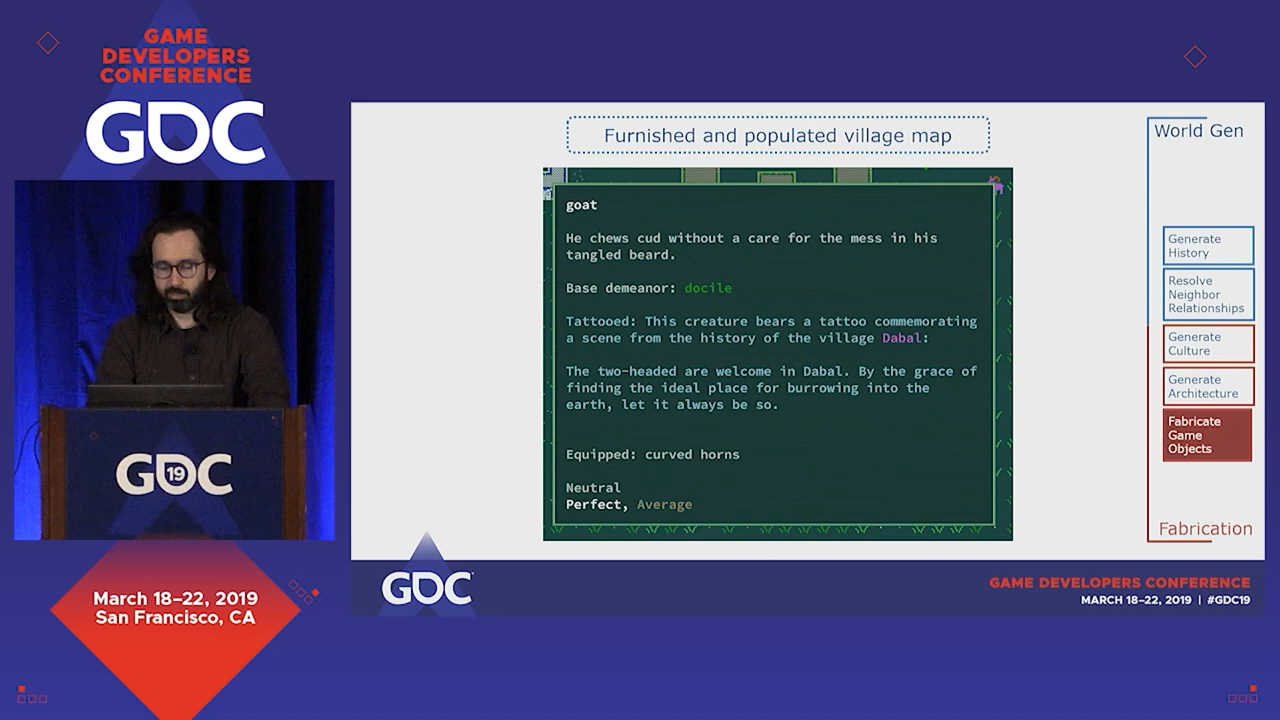 GAME
DEVELOPERS
CONFERENCE
GDC
GDC
19
March 18–22, 2019
San Francisco, CA
Furnished and populated village map
goat
He chews cud without a care for the mess in his
tangled beard.
Base demeanor: docile
Tattooed: This creature bears a tattoo commemorating
a scene from the history of the village Dabal:
The two-headed are welcome in Dabal. By the grace of
finding the ideal place for burrowing into the
earth, let it always be so.
Equipped: curved horns
Neutral
Perfect, Average
World Gen
Generate
History
Resolve
Neighbor
Relationships
Generate
Culture
Generate
Architecture
Fabricate
Game
Objects
Fabrication
GDC
GAME DEVELOPERS CONFERENCE
MARCH 18–22, 2019 | #GDC19